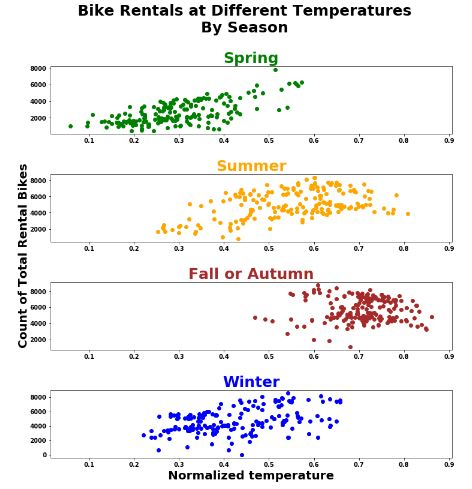 Bike Rentals at Different Temperatures
By Season
Spring
8000
6000
4000
2000
0.1 0.2 0.3 0.4 0.5 0.6 0.7 0.8 0.9
Summer
8000
6000
4000
2000
0.1 0.2 0.3 0.4 0.5 0.6 0.7 0.8 0.9
Count of Total Rental Bikes
Fall or Autumn
8000
6000
4000
2000
0.1 0.2 0.3 0.4 0.5 0.6 0.7 0.8 0.9
Winter
8000
6000
4000
2000
0
0.1 0.2 0.3 0.4 0.5 0.6 0.7 0.8 0.9
Normalized temperature